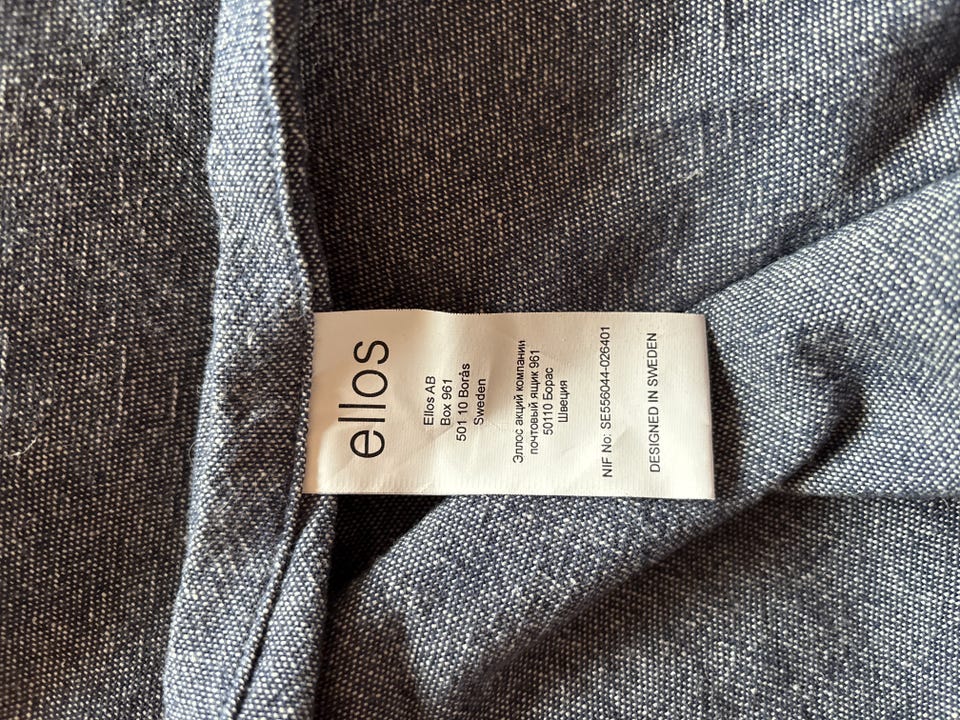 ellos
Ellos AB
Box 961
501 10 Borås
Sweden
Эллос акций компании
почтовый ящик 961
50110 Борас
Швеция
NIF No: SE556044-026401
DESIGNED IN SWEDEN